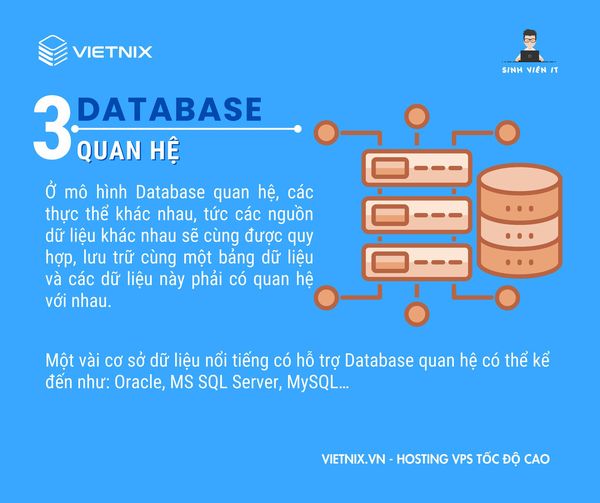 VIETNIX
SINH VIÊN IT
3
DATABASE
QUAN HỆ
Ở mô hình Database quan hệ, các
thực thể khác nhau, tức các nguồn
dữ liệu khác nhau sẽ cùng được quy
hợp, lưu trữ cùng một bảng dữ liệu
và các dữ liệu này phải có quan hệ
với nhau.
Một vài cơ sở dữ liệu nổi tiếng có hỗ trợ Database quan hệ có thể kể
đến như: Oracle, MS SQL Server, MySQL...
VIETNIX.VN - HOSTING VPS TỐC ĐỘ CAO